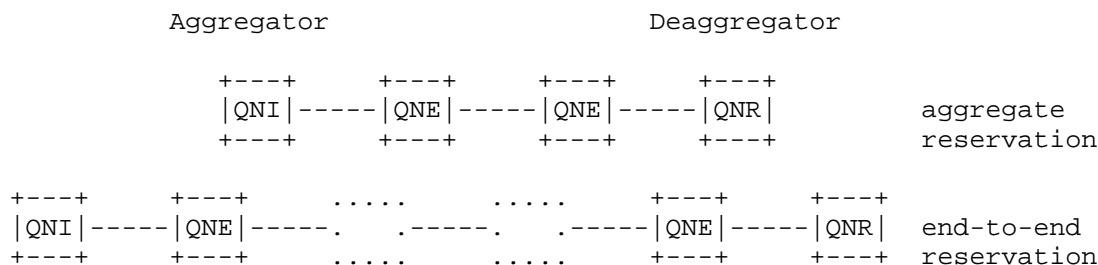 Aggregator Deaggregator
+---+ +---+ +---+ +---+
|QNI|-----|QNE|-----|QNE|-----|QNR| aggregate
+---+ +---+ +---+ +---+ reservation
+---+ +---+ ..... ..... +---+ +---+
|QNI|-----|QNE|-----. .-----. .-----|QNE|-----|QNR| end-to-end
+---+ +---+ ..... ..... +---+ +---+ reservation